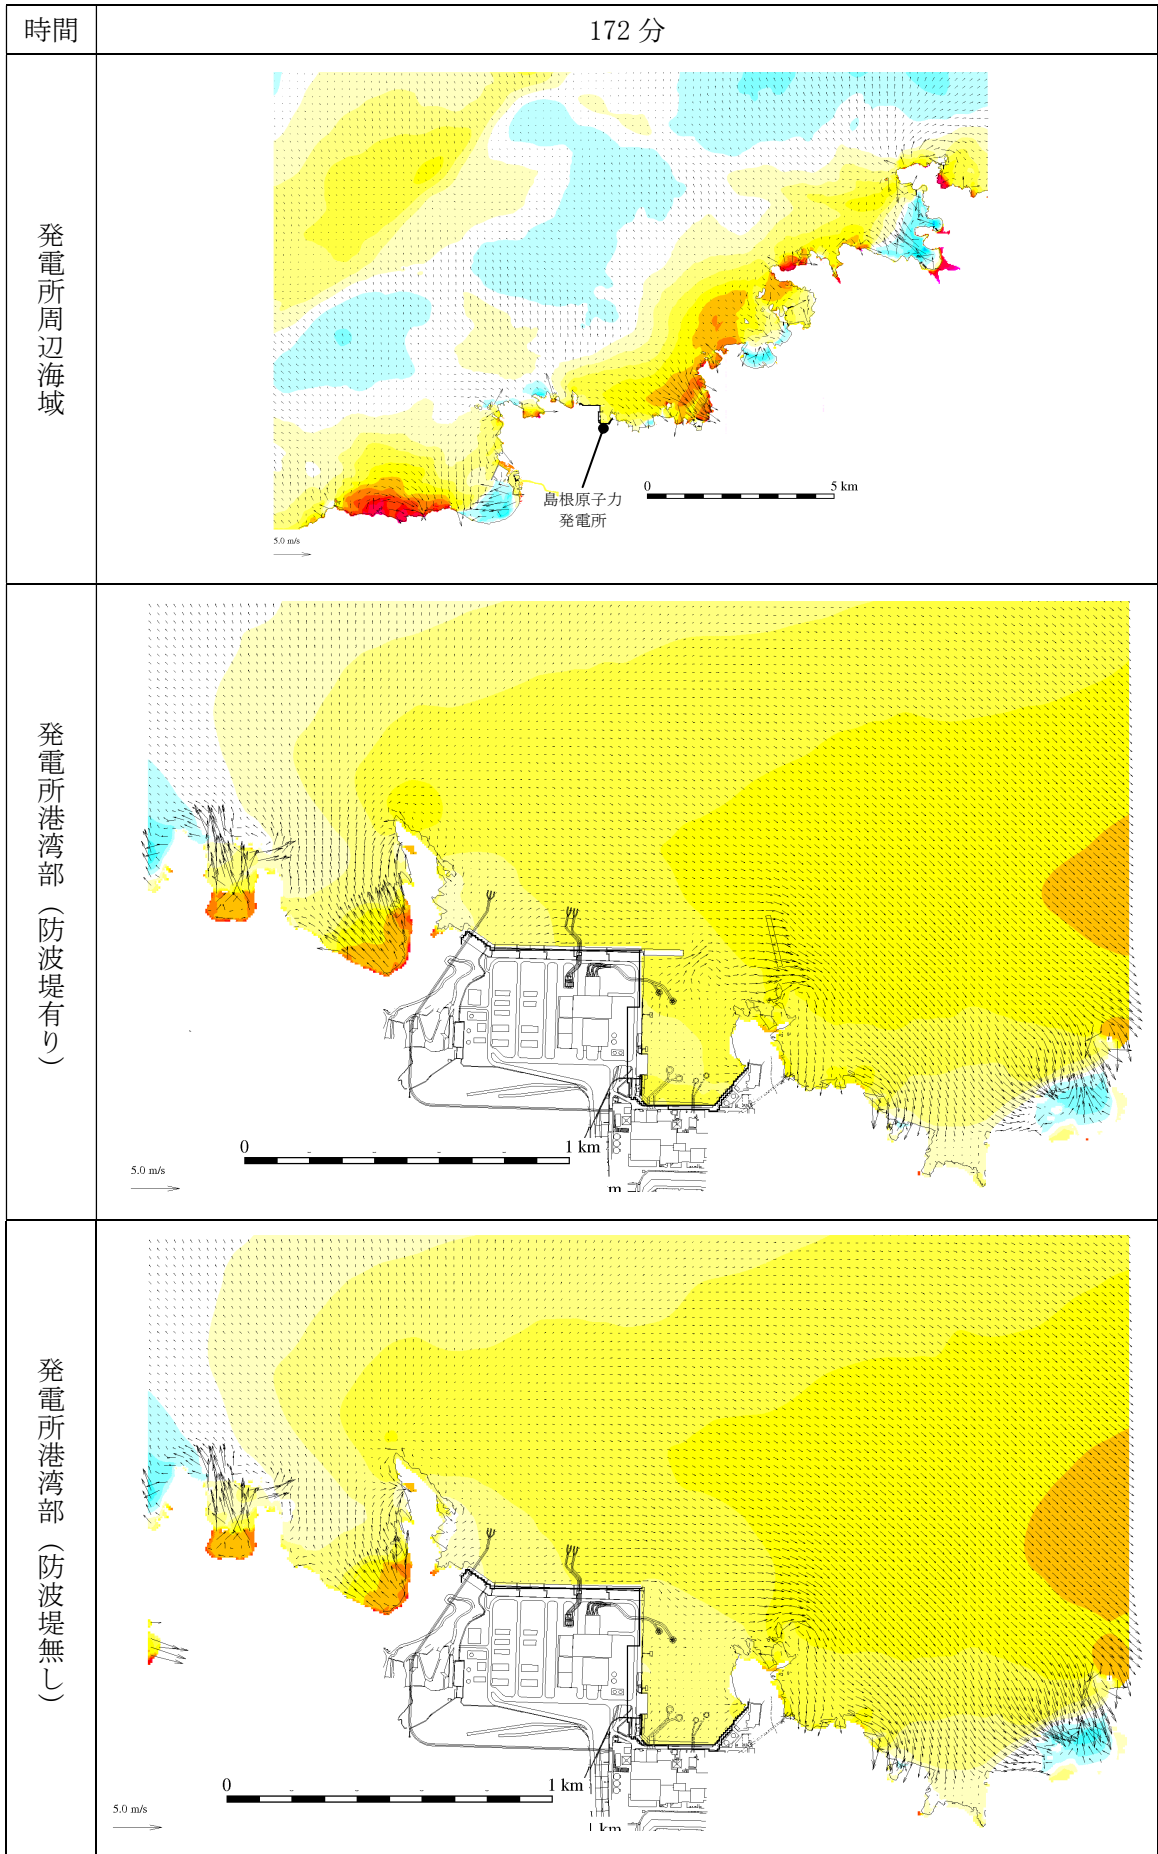 時間
172 分
発電所周辺海域
島根原子力
発電所
0
5 km
5.0 m/s
発電所港湾部（防波堤有り）
0
1 km
5.0 m/s
m
発電所港湾部（防波堤無し）
0
1 km
5.0 m/s
km